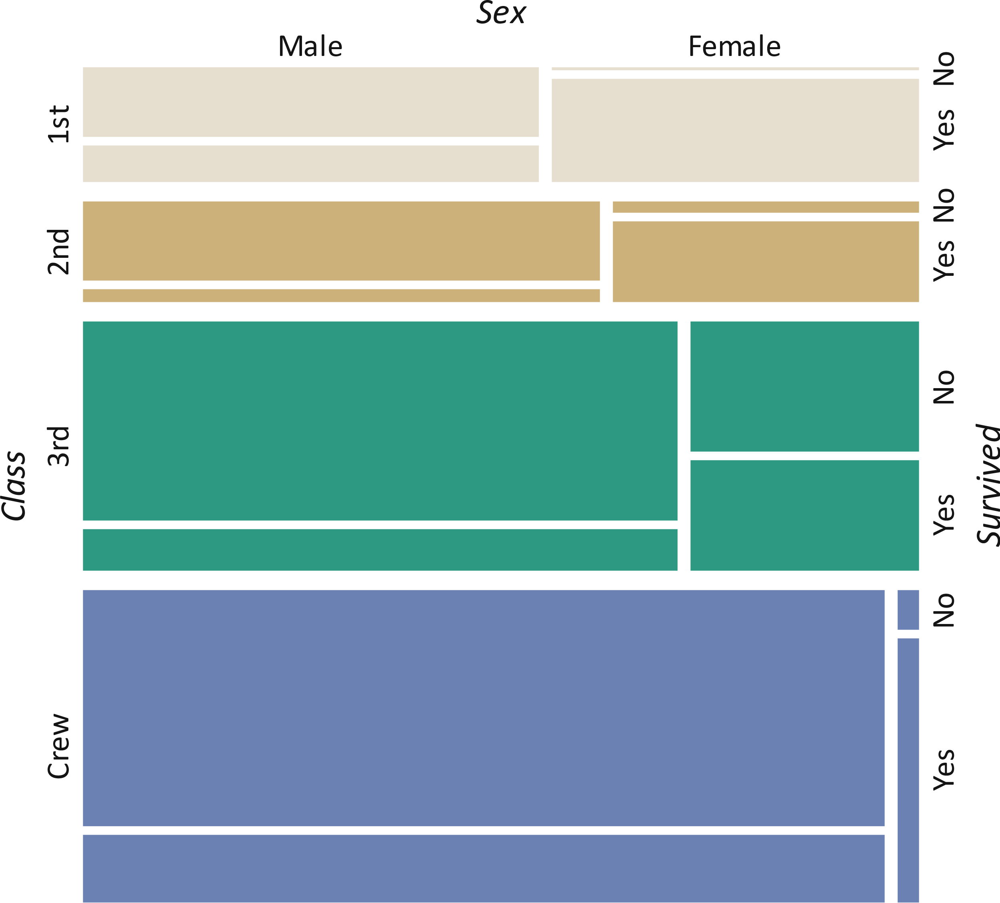 Sex
Male Female
1st
2nd
3rd
Crew
Class
No
Yes
No
Yes
No
Yes
No
Yes
Survived